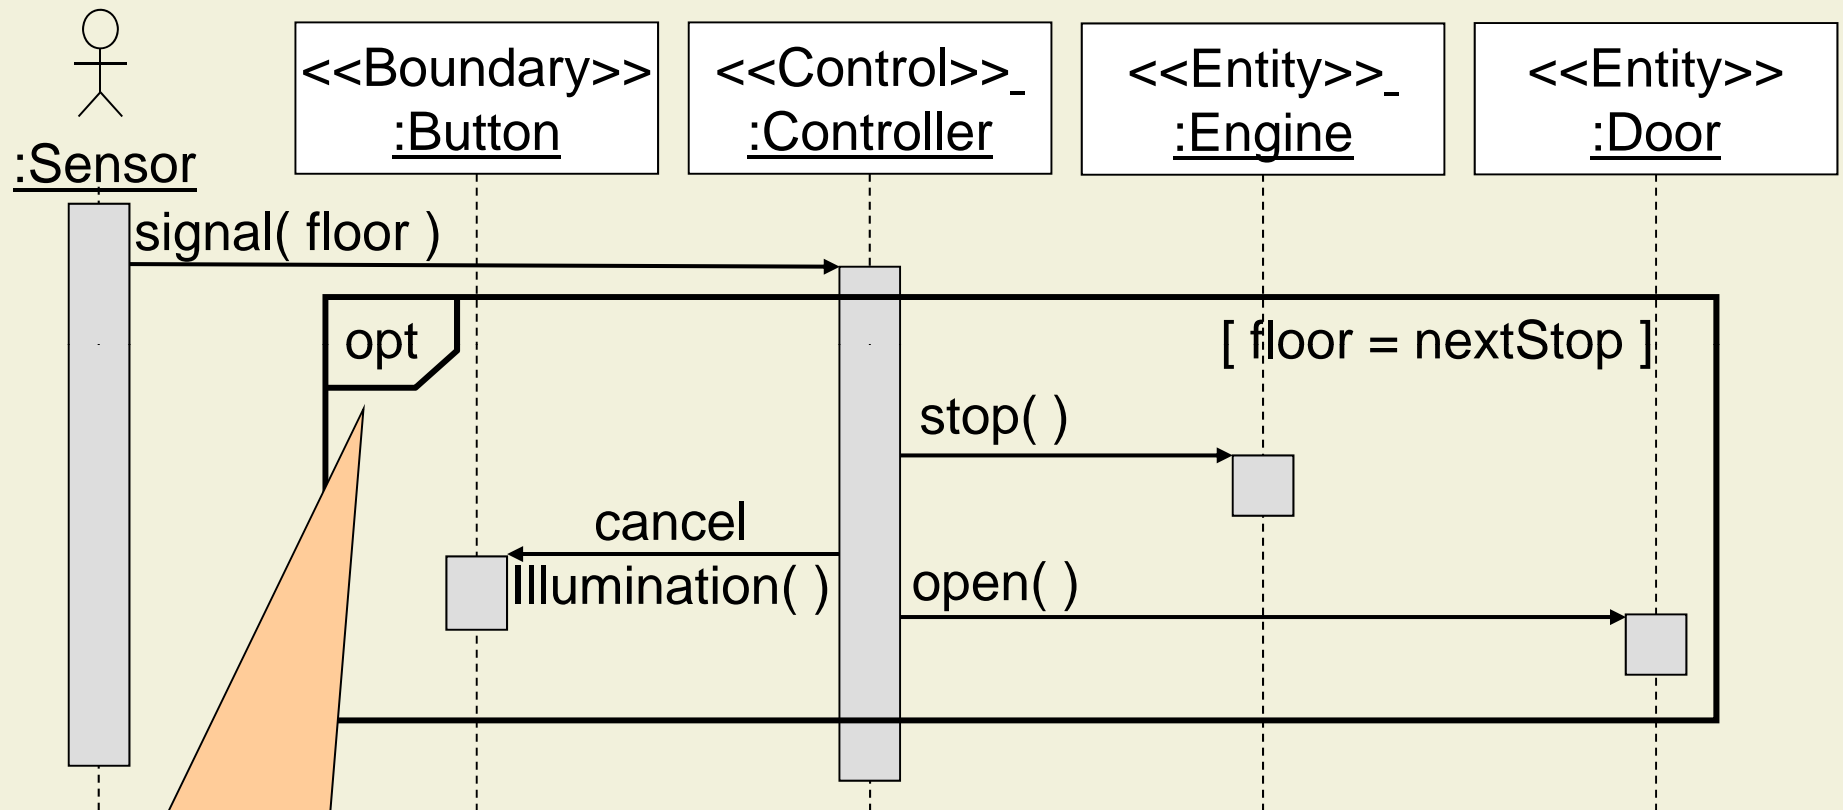 :Sensor
<<Boundary>>
:Button
<<Control>>
:Controller
<<Entity>>
:Engine
<<Entity>>
:Door
signal( floor )
opt
[ floor = nextStop ]
stop( )
cancel
Illumination( )
open( )